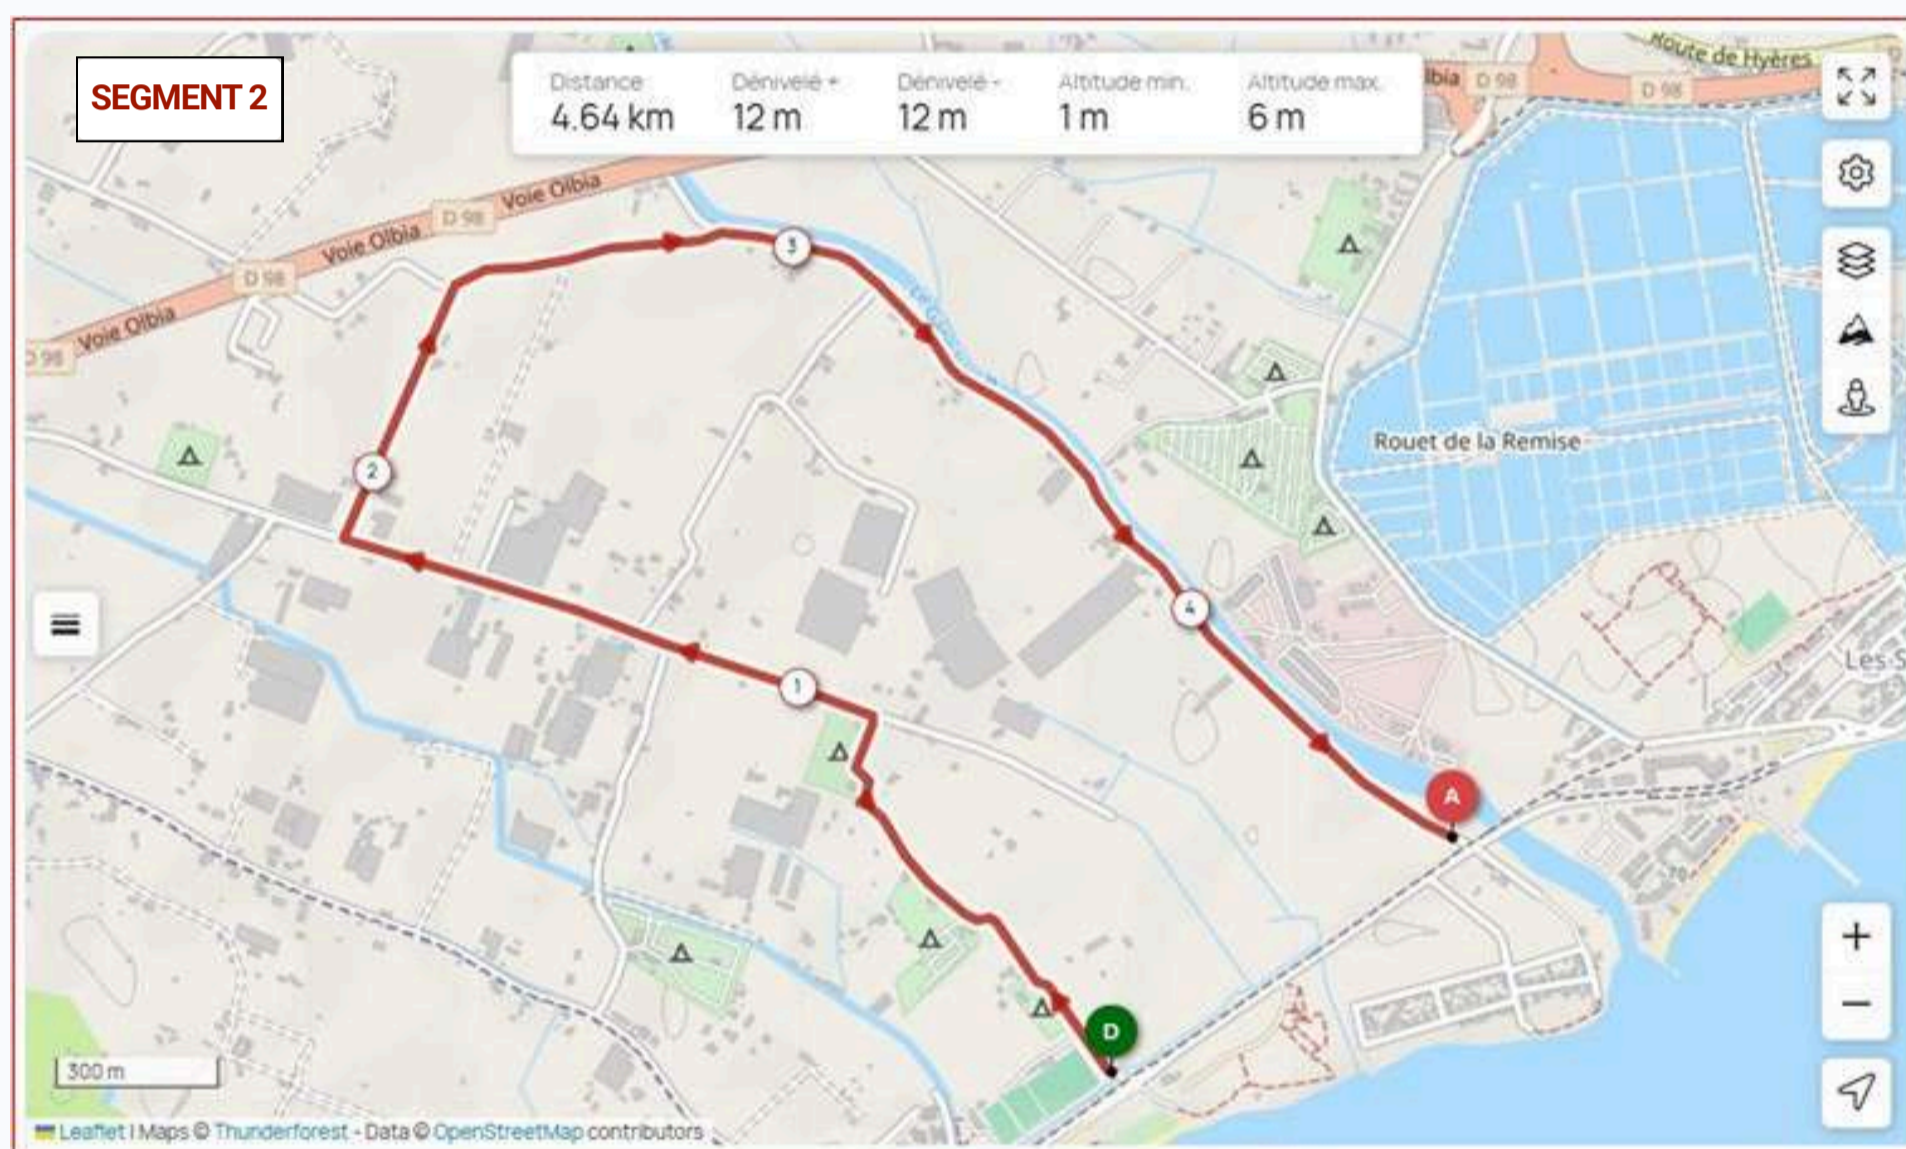 SEGMENT 2
Distance
4.64 km
Dénivelé +
12 m
Dénivelé -
12 m
Altitude min.
1 m
Altitude max.
6 m
Route de Hyères
lbia
D 98
D 98
D
Voie Olbia
D 98
Voie Olbia
D 98
Voie Olbia
D 98
3
2
Rouet de la Remise
4
1
Les S
A
D
300 m
Leaflet | Maps © Thunderforest - Data © OpenStreetMap contributors